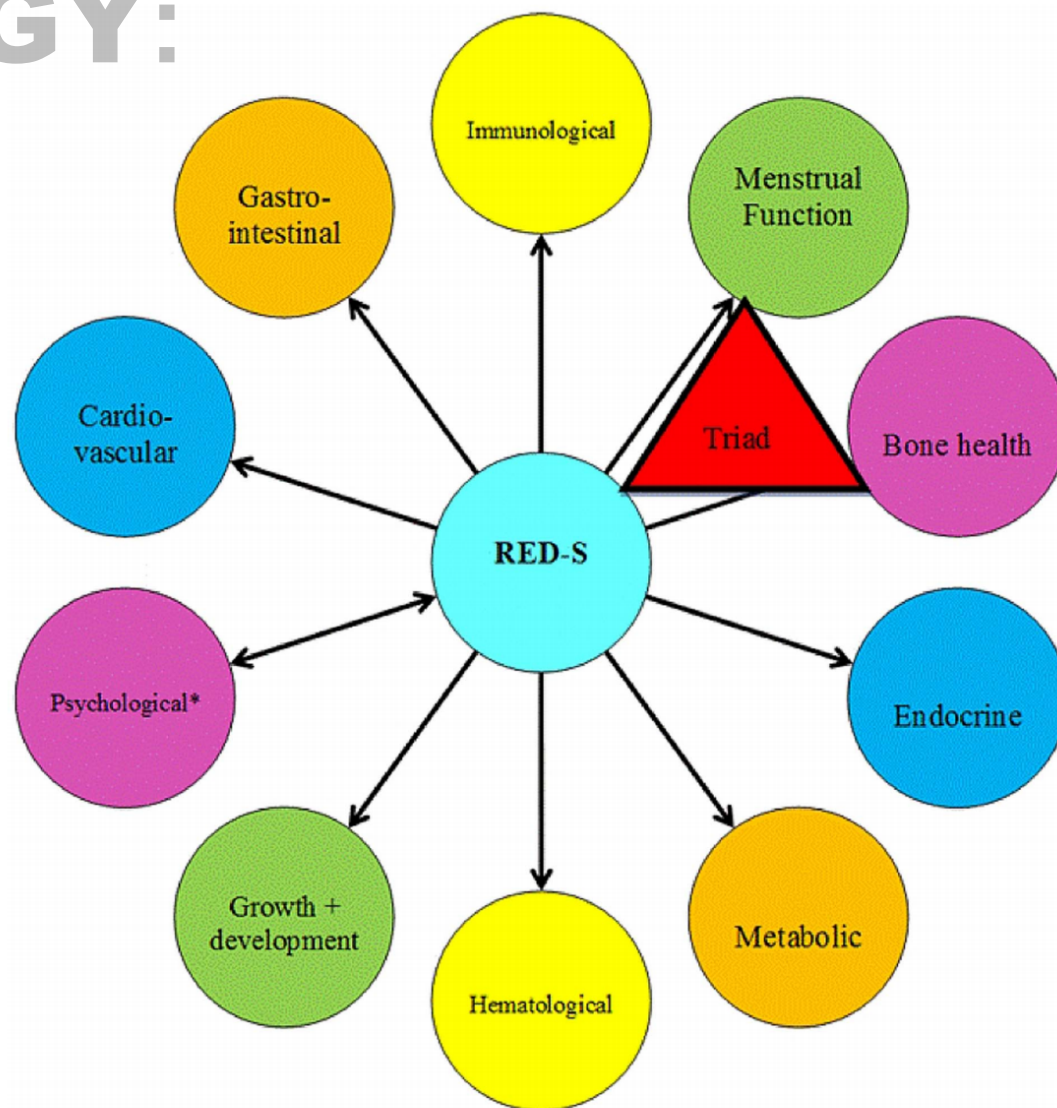 GY:
Immunological
Gastro-
intestinal
Menstrual
Function
Cardio-
vascular
Triad
Bone health
RED-S
Psychological*
Endocrine
Growth +
development
Metabolic
Hematological